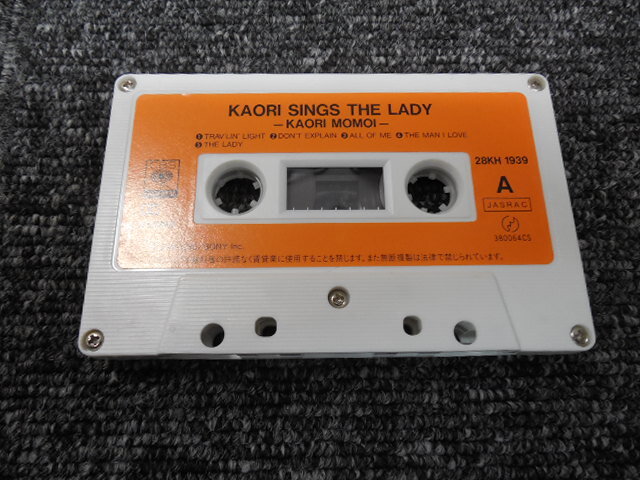 KAORI SINGS THE LADY
—KAORI MOMOI—
❶TRAV'LIN' LIGHT ❷DON'T EXPLAIN ❸ALL OF ME ❹THE MAN I LOVE
❺THE LADY
28KH 1939
A
JASRAC
380064CS
SONY Inc.
なく賃貸業に使用することを禁じます。また無断複製は法律で禁じられています。